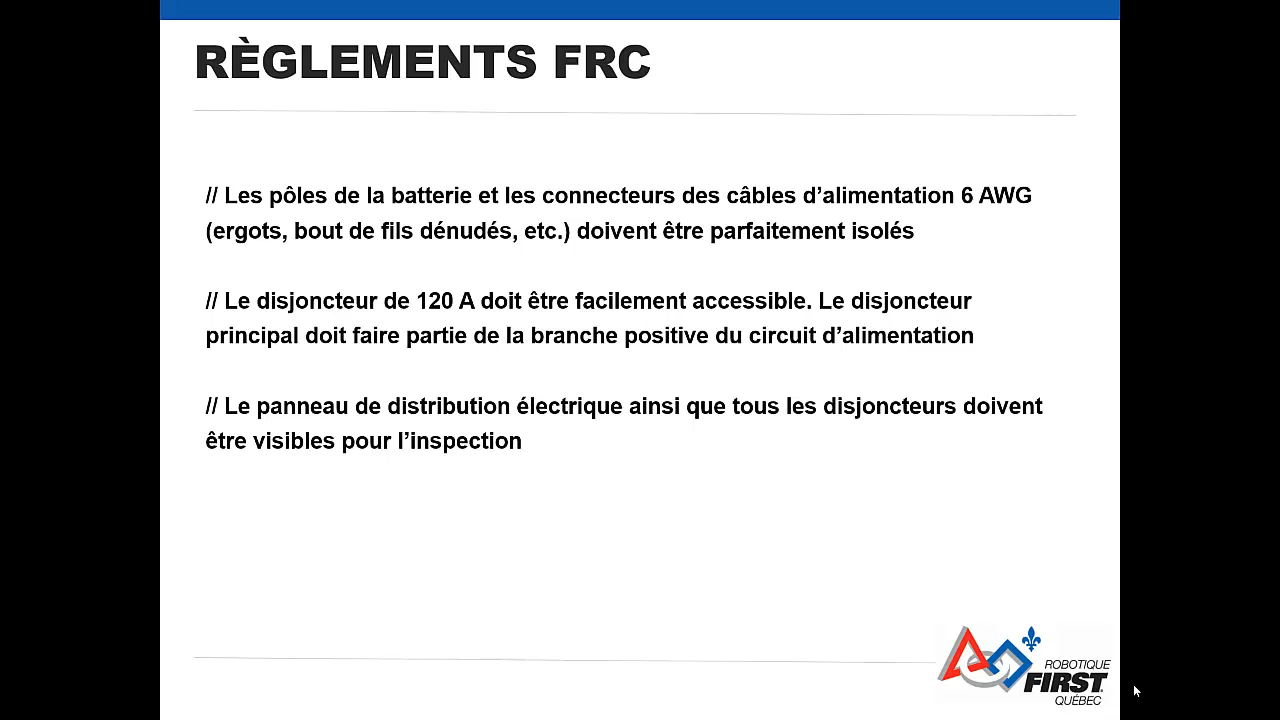 RÈGLEMENTS FRC
// Les pôles de la batterie et les connecteurs des câbles d’alimentation 6 AWG
(ergots, bout de fils dénudés, etc.) doivent être parfaitement isolés
// Le disjoncteur de 120 A doit être facilement accessible. Le disjoncteur
principal doit faire partie de la branche positive du circuit d’alimentation
// Le panneau de distribution électrique ainsi que tous les disjoncteurs doivent
être visibles pour l’inspection
ROBOTIQUE
FIRST
QUÉBEC